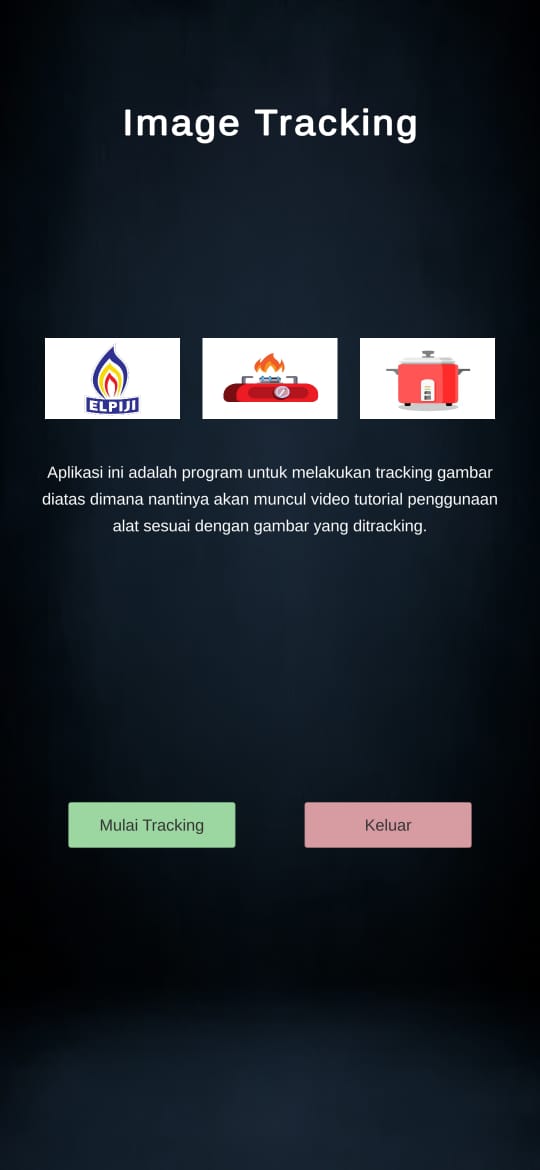 Image Tracking
ELPIJI
Aplikasi ini adalah program untuk melakukan tracking gambar
diatas dimana nantinya akan muncul video tutorial penggunaan
alat sesuai dengan gambar yang ditracking.
Mulai Tracking
Keluar